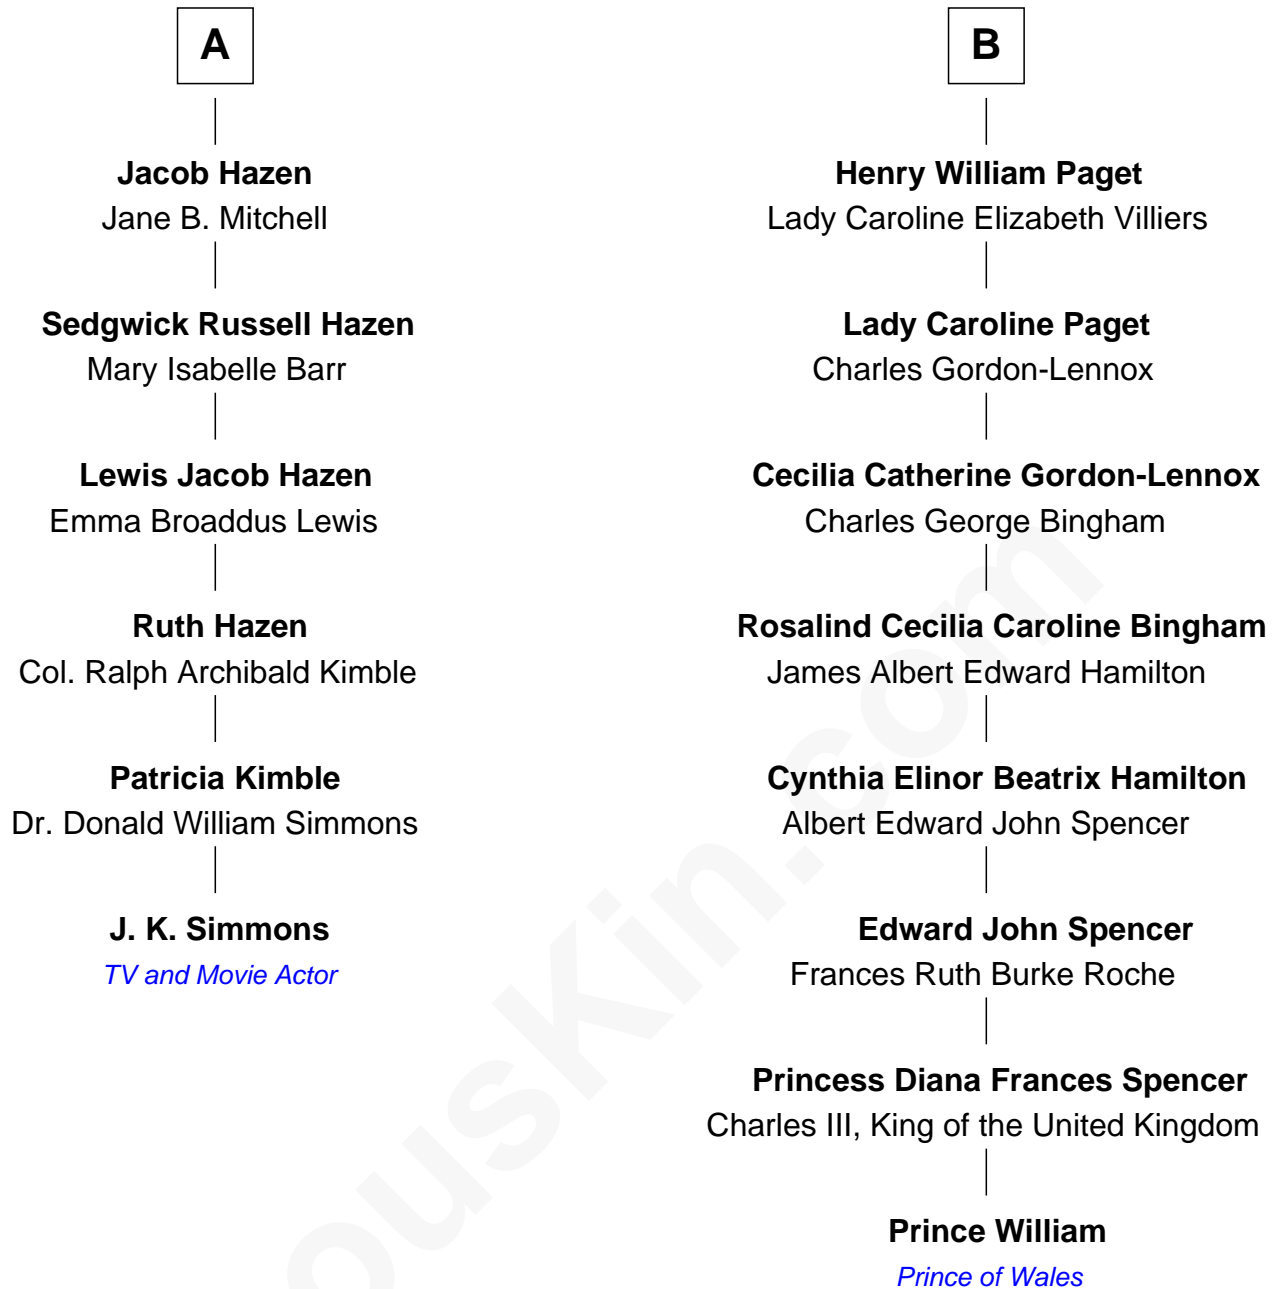 A
Jacob Hazen
Jane B. Mitchell
Sedgwick Russell Hazen
Mary Isabelle Barr
Lewis Jacob Hazen
Emma Broaddus Lewis
Ruth Hazen
Col. Ralph Archibald Kimble
Patricia Kimble
Dr. Donald William Simmons
J. K. Simmons
TV and Movie Actor
B
Henry William Paget
Lady Caroline Elizabeth Villiers
Lady Caroline Paget
Charles Gordon-Lennox
Cecilia Catherine Gordon-Lennox
Charles George Bingham
Rosalind Cecilia Caroline Bingham
James Albert Edward Hamilton
Cynthia Elinor Beatrix Hamilton
Albert Edward John Spencer
Edward John Spencer
Frances Ruth Burke Roche
Princess Diana Frances Spencer
Charles III, King of the United Kingdom
Prince William
Prince of Wales
ousKin.com